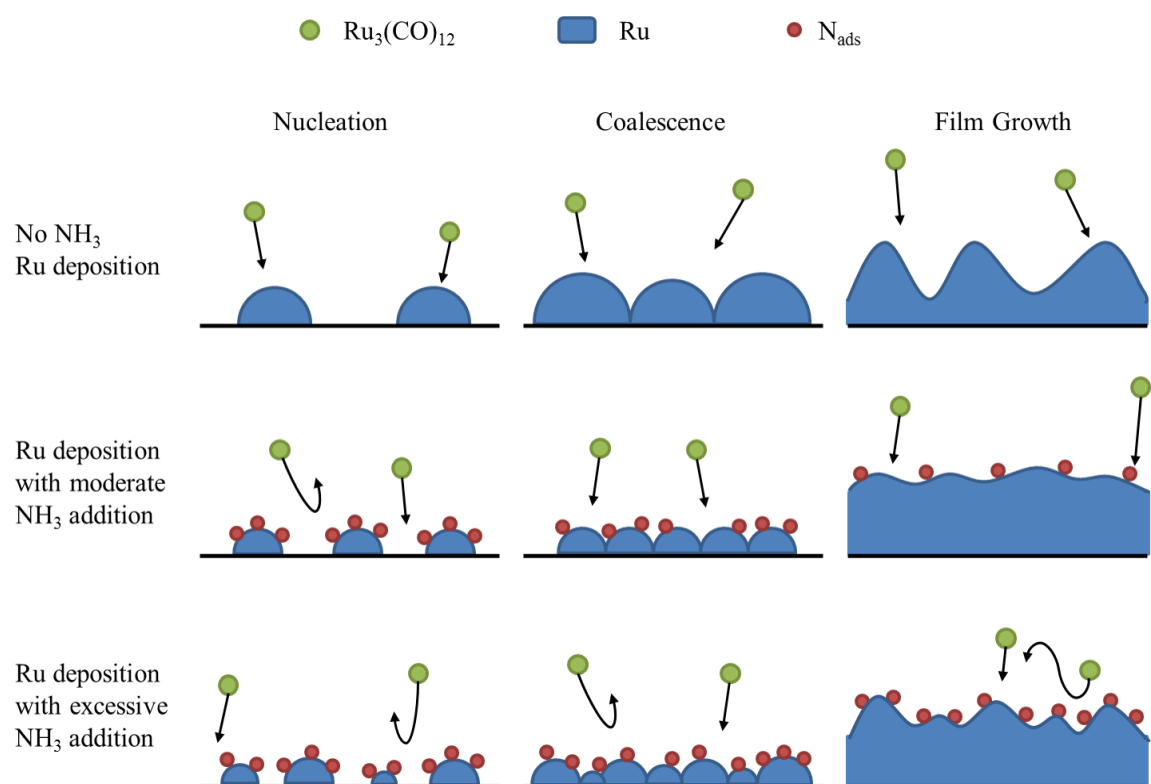 Ru₃(CO)₁₂
Ru
Nₐdₛ
Nucleation
Coalescence
Film Growth
No NH₃
Ru deposition
Ru deposition
with moderate
NH₃ addition
Ru deposition
with excessive
NH₃ addition